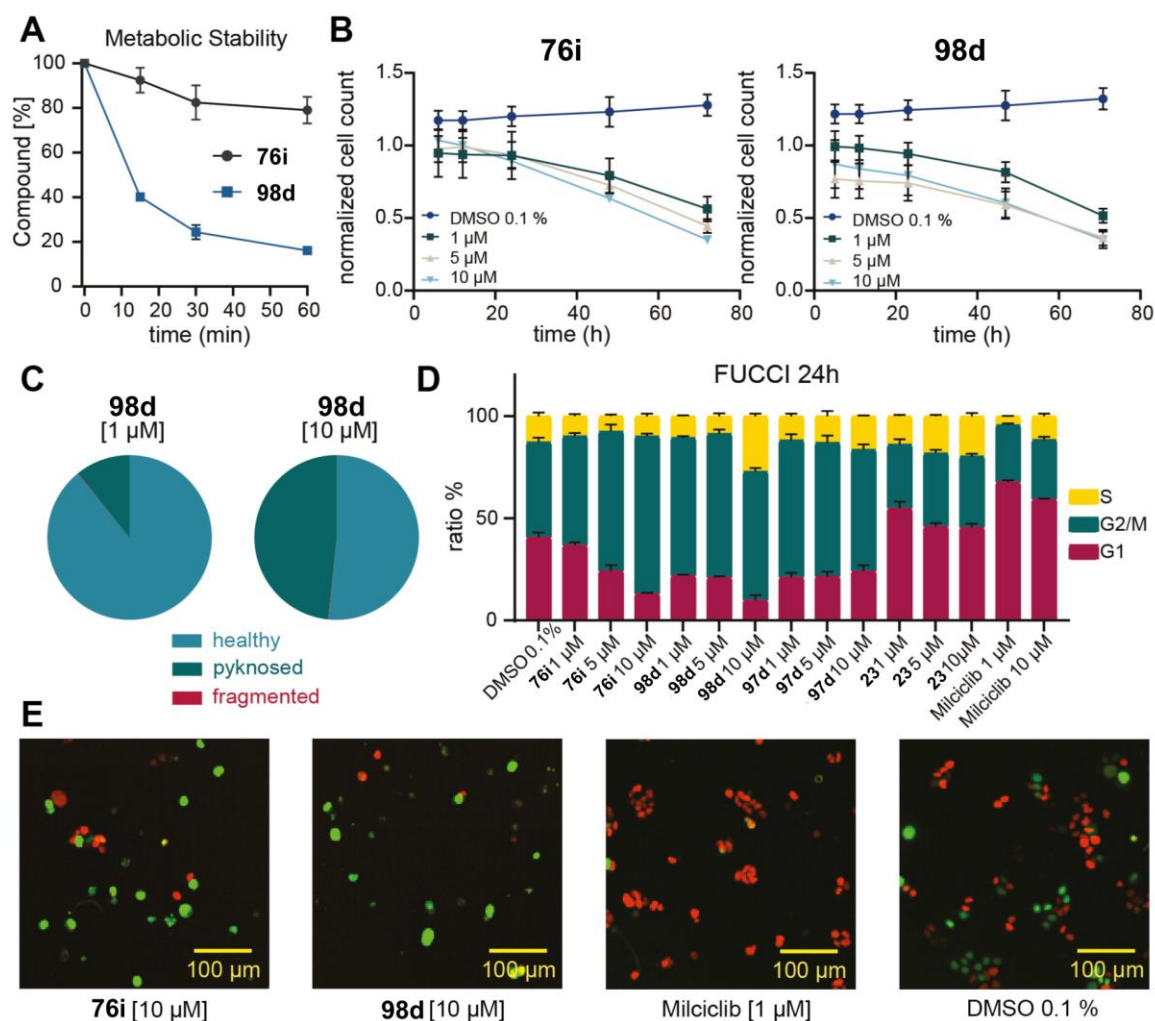 A
Metabolic Stability
Compound [%]
100
80
60
40
20
0
0 10 20 30 40 50 60
time (min)
76i
98d
B
76i
normalized cell count
1.5
1.0
0.5
0.0
0 20 40 60 80
time (h)
DMSO 0.1 %
1 µM
5 µM
10 µM
98d
normalized cell count
1.5
1.0
0.5
0.0
0 20 40 60 80
time (h)
DMSO 0.1 %
1 µM
5 µM
10 µM
C
98d
[1 µM]
98d
[10 µM]
healthy
pyknosed
fragmented
D
FUCCI 24h
ratio %
100
50
0
S
G2/M
G1
DMSO 0.1%
76i 1 µM
76i 5 µM
76i 10 µM
98d 1 µM
98d 5 µM
98d 10 µM
97d 1 µM
97d 5 µM
97d 10 µM
23 1 µM
23 5 µM
23 10µM
Milciclib 1 µM
Milciclib 10 µM
E
100 µm
76i [10 µM]
100 µm
98d [10 µM]
100 µm
Milciclib [1 µM]
100 µm
DMSO 0.1 %